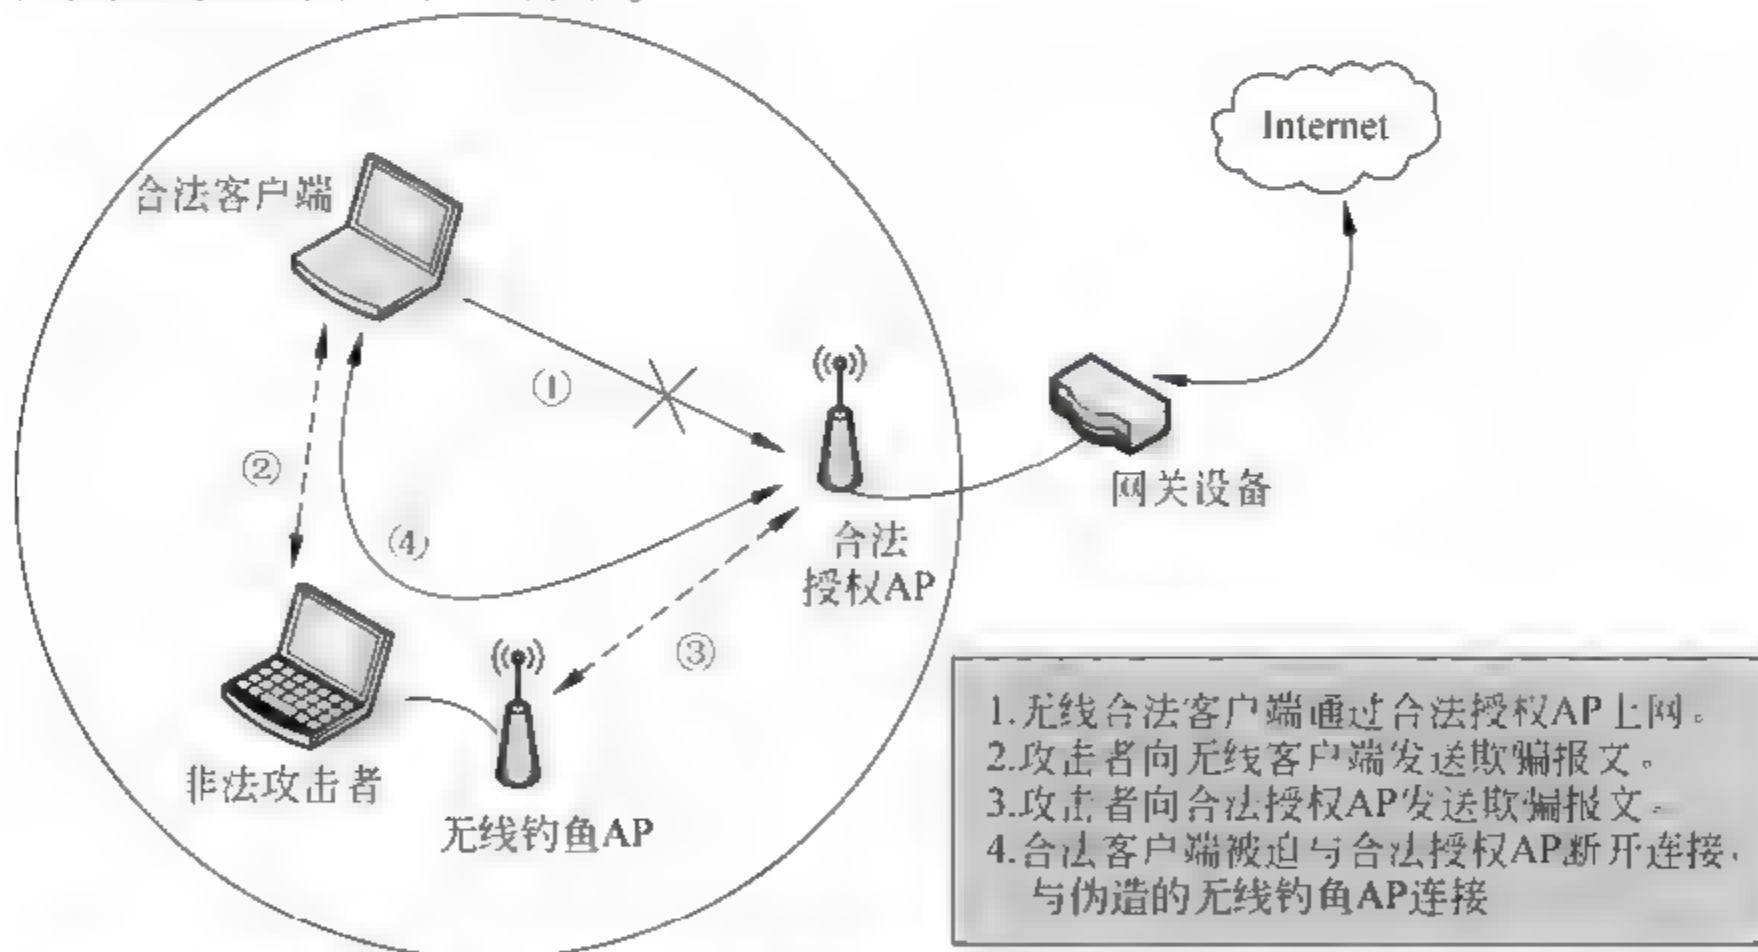 Internet
合法客户端
①
②
④
网关设备
合法
授权AP
③
非法攻击者
无线钓鱼AP
1.无线合法客户端通过合法授权AP上网。
2.攻击者向无线客户端发送欺骗报文。
3.攻击者向合法授权AP发送欺骗报文。
4.合法客户端被迫与合法授权AP断开连接，
与伪造的无线钓鱼AP连接